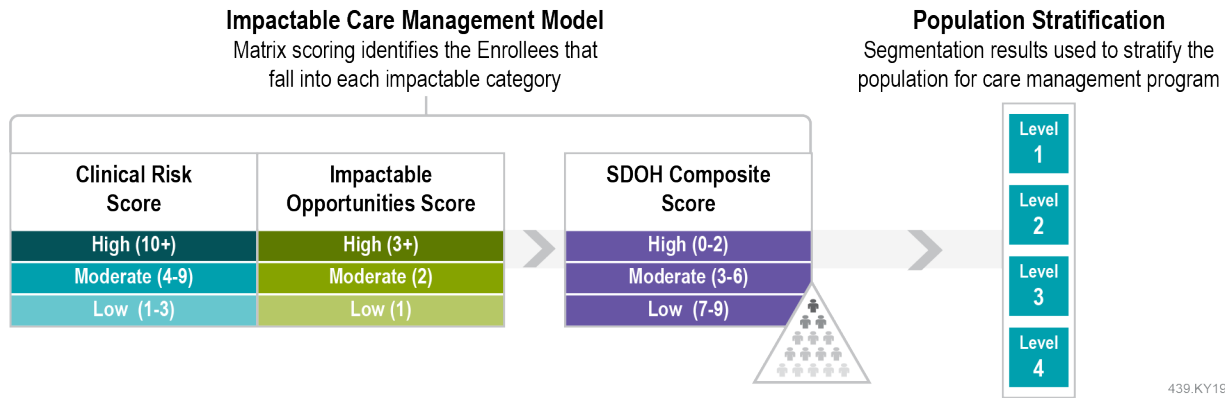 Impactable Care Management Model
Matrix scoring identifies the Enrollees that
fall into each impactable category
Population Stratification
Segmentation results used to stratify the
population for care management program
Clinical Risk
Score
High (10+)
Moderate (4-9)
Low (1-3)
Impactable
Opportunities Score
High (3+)
Moderate (2)
Low (1)
SDOH Composite
Score
High (0-2)
Moderate (3-6)
Low (7-9)
Level
1
Level
2
Level
3
Level
4
439.KY19